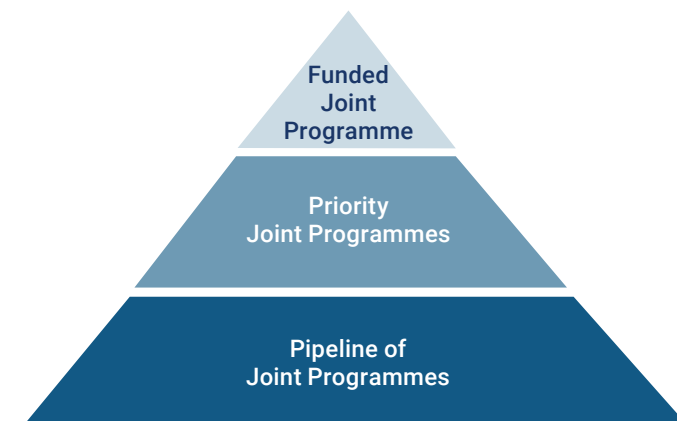 Funded
Joint
Programme
Priority
Joint Programmes
Pipeline of
Joint Programmes